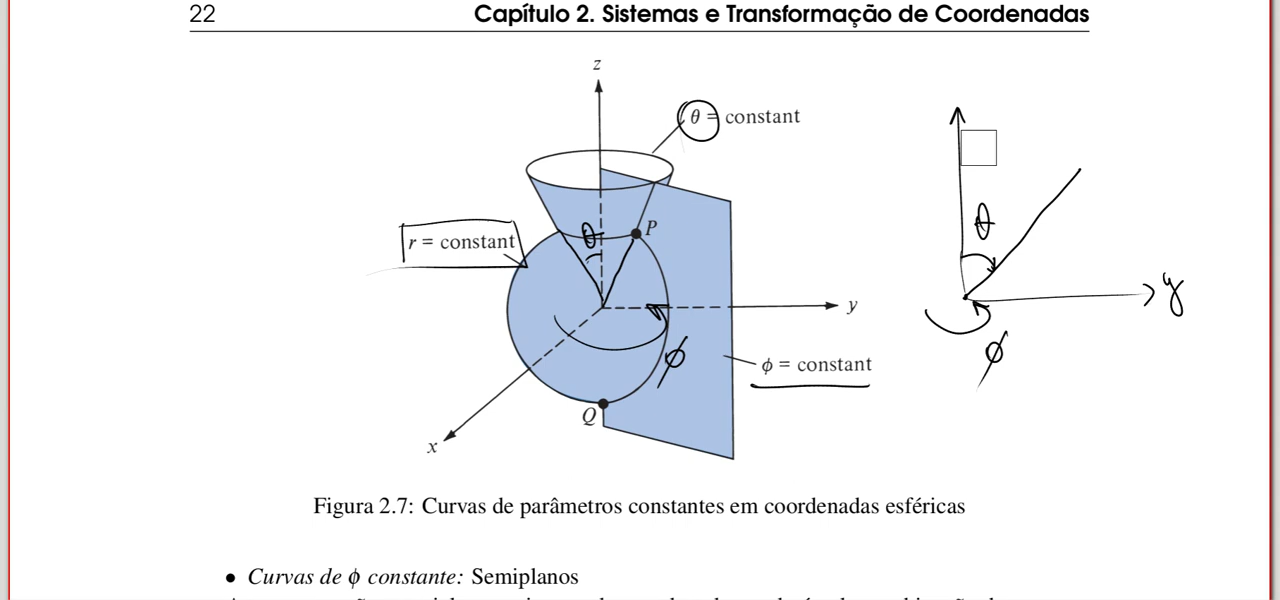 22 Capítulo 2. Sistemas e Transformação de Coordenadas
z
θ = constant
P
θ
θ
r = constant
y
y
ϕ
ϕ
ϕ = constant
Q
x
Figura 2.7: Curvas de parâmetros constantes em coordenadas esféricas
• Curvas de ϕ constante: Semiplanos